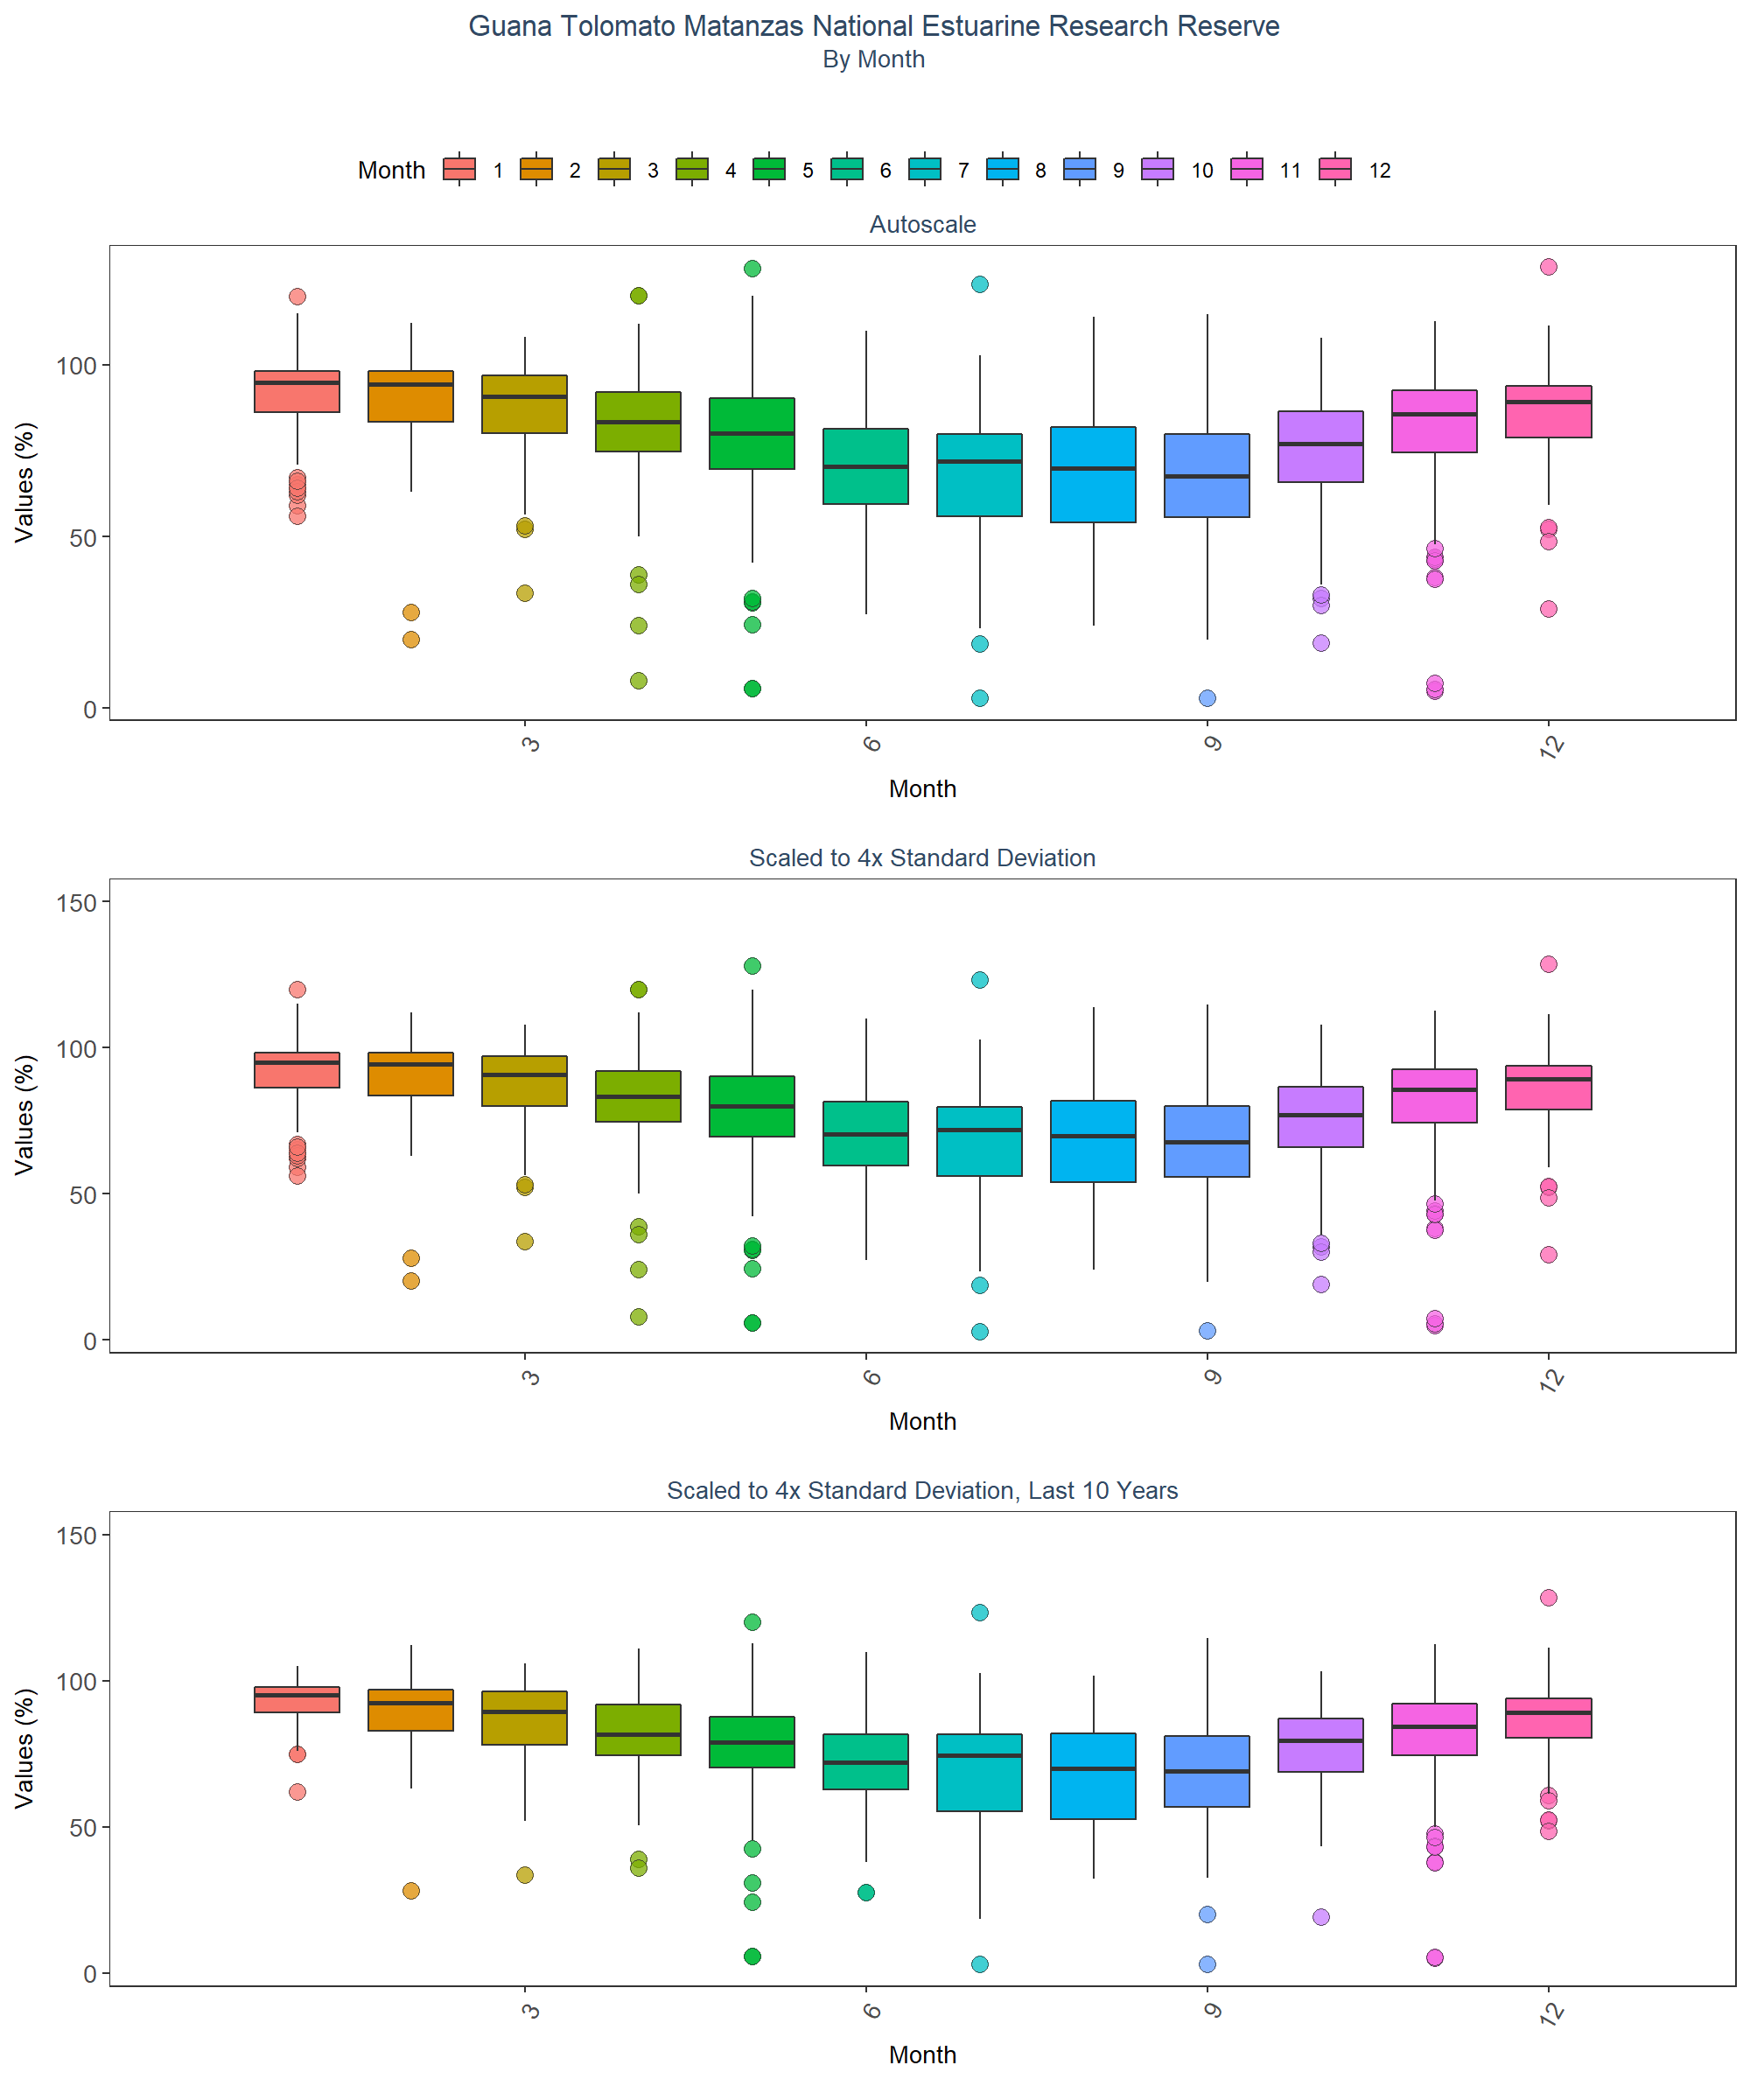 Guana Tolomato Matanzas National Estuarine Research Reserve
By Month
Month 1 2 3 4 5 6 7 8 9 10 11 12
Autoscale
Values (%)
100
50
0
3 6 9 12
Month
Scaled to 4x Standard Deviation
Values (%)
150
100
50
0
3 6 9 12
Month
Scaled to 4x Standard Deviation, Last 10 Years
Values (%)
150
100
50
0
3 6 9 12
Month